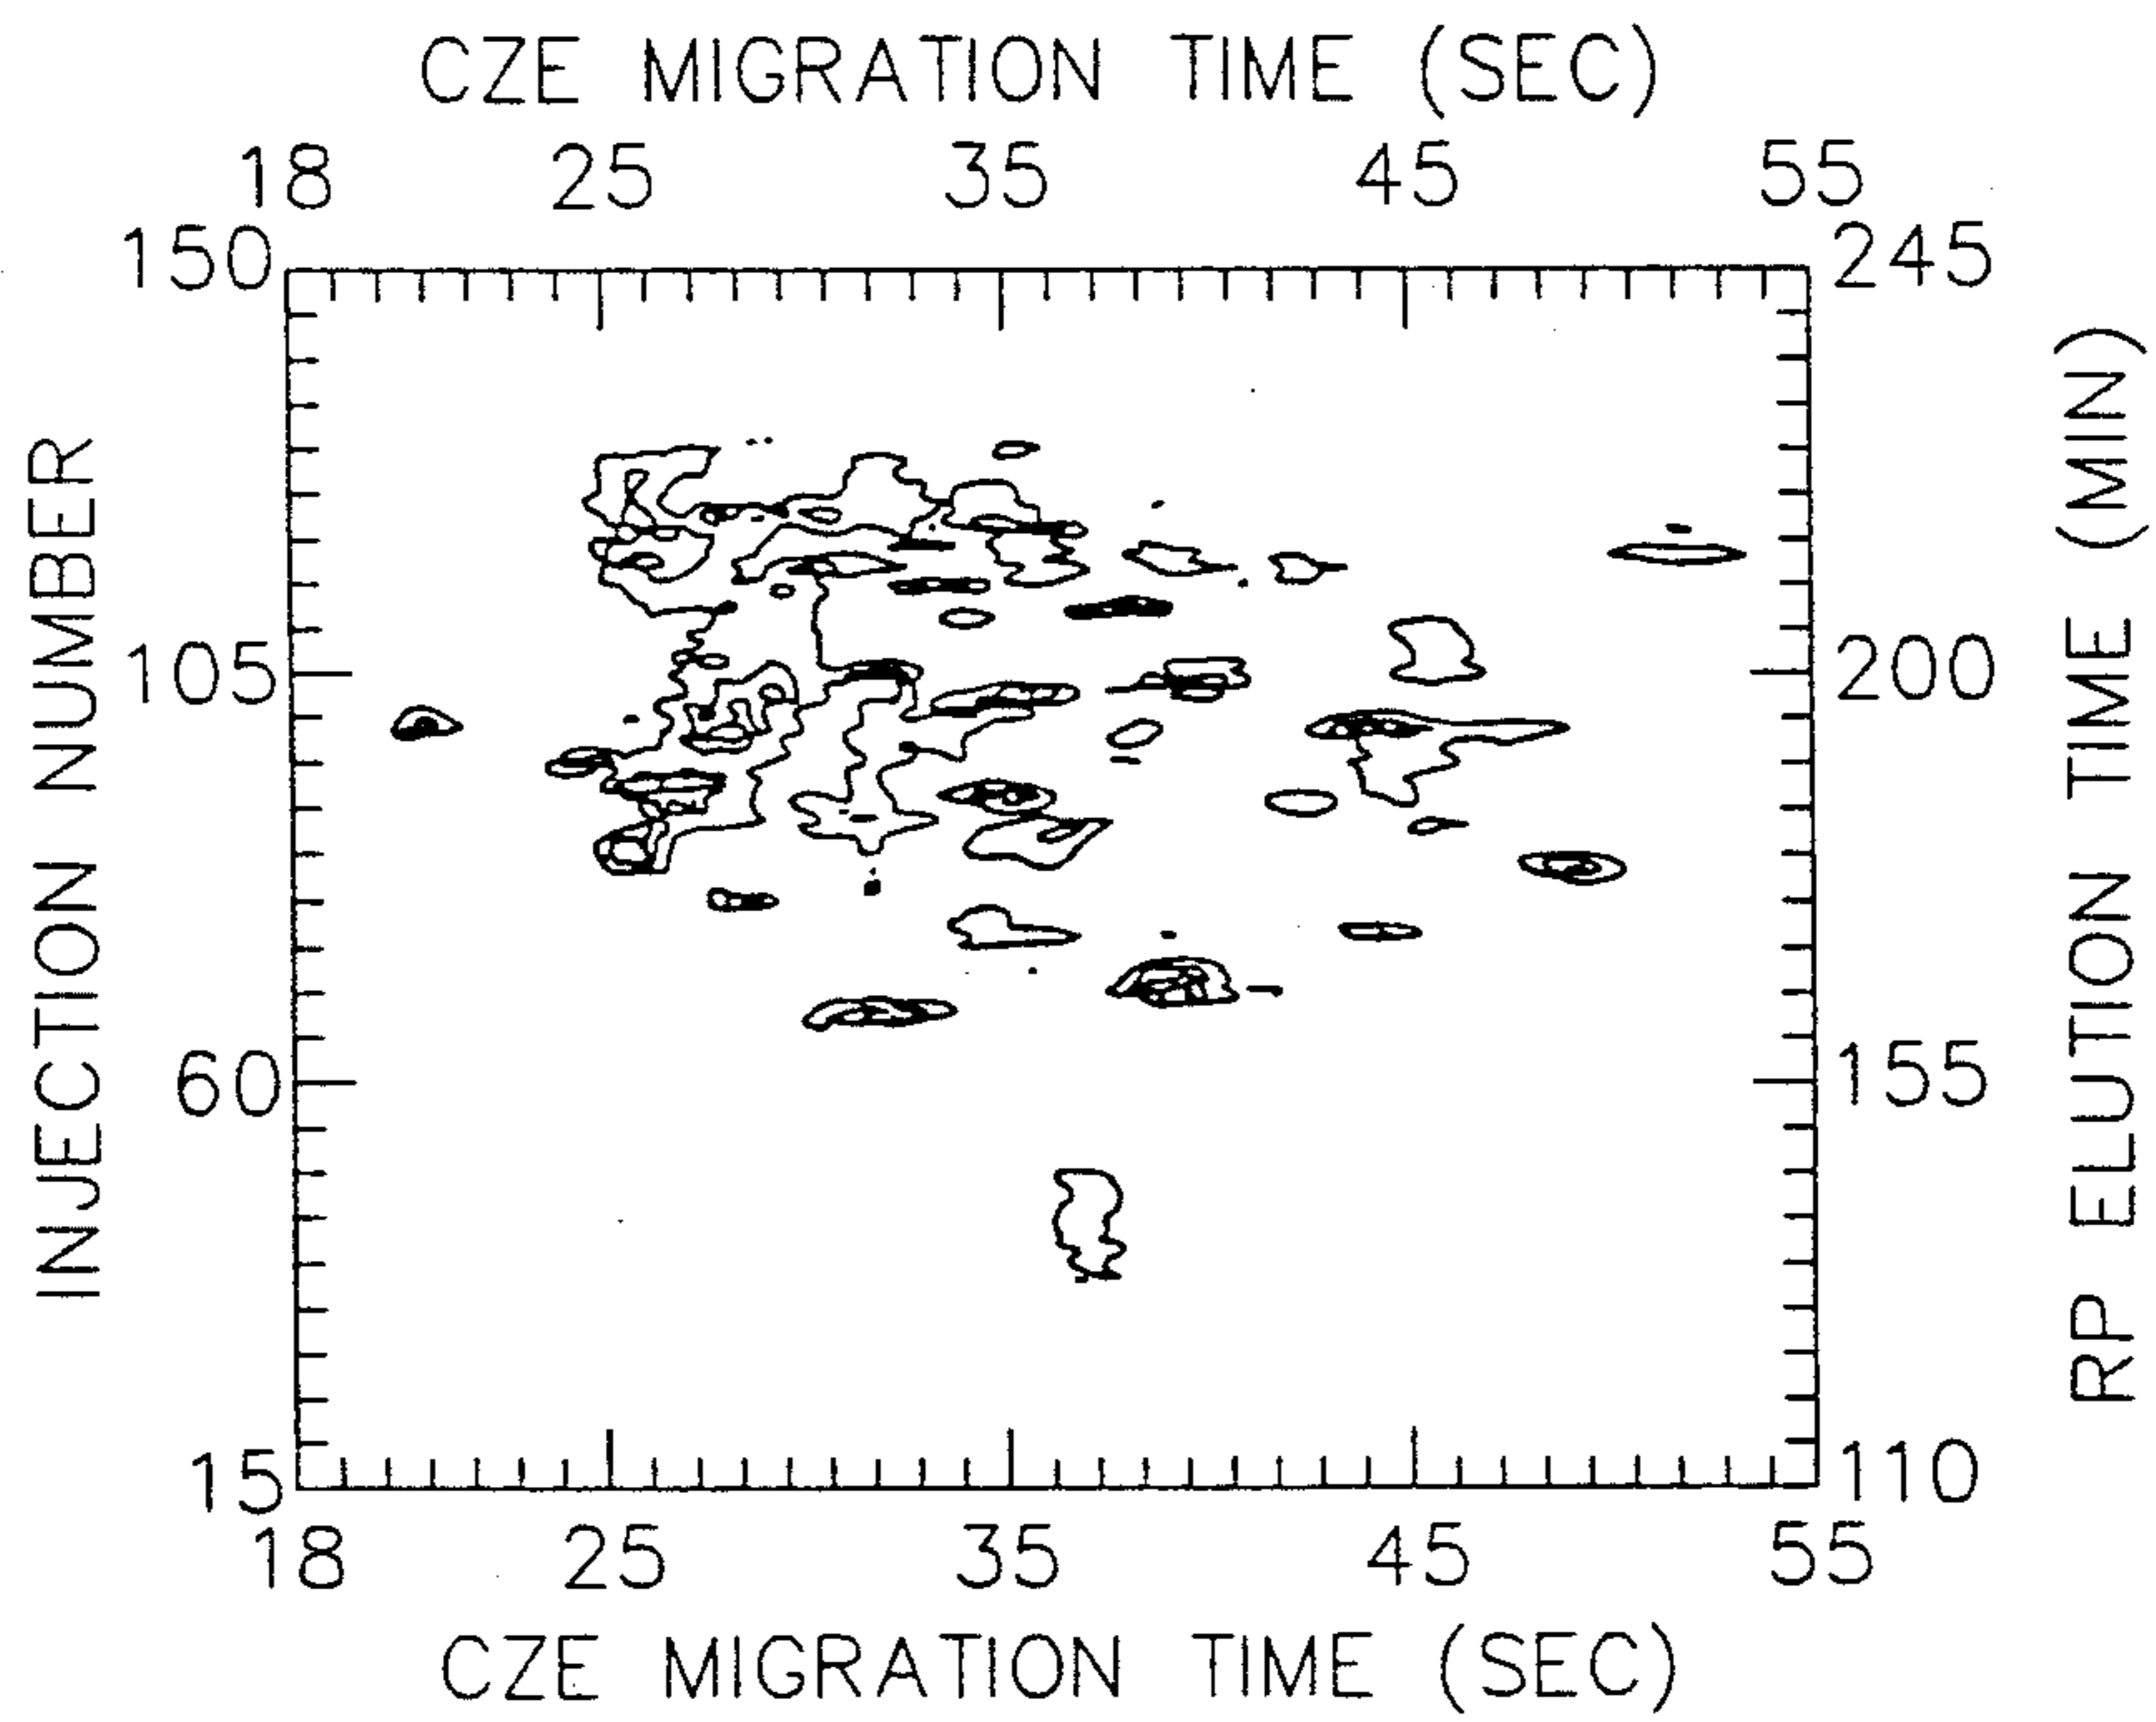 CZE MIGRATION TIME (SEC)
18 25 35 45 55
150 245
INJECTION NUMBER
RP ELUTION TIME (MIN)
105 200
60 155
15 110
18 25 35 45 55
CZE MIGRATION TIME (SEC)